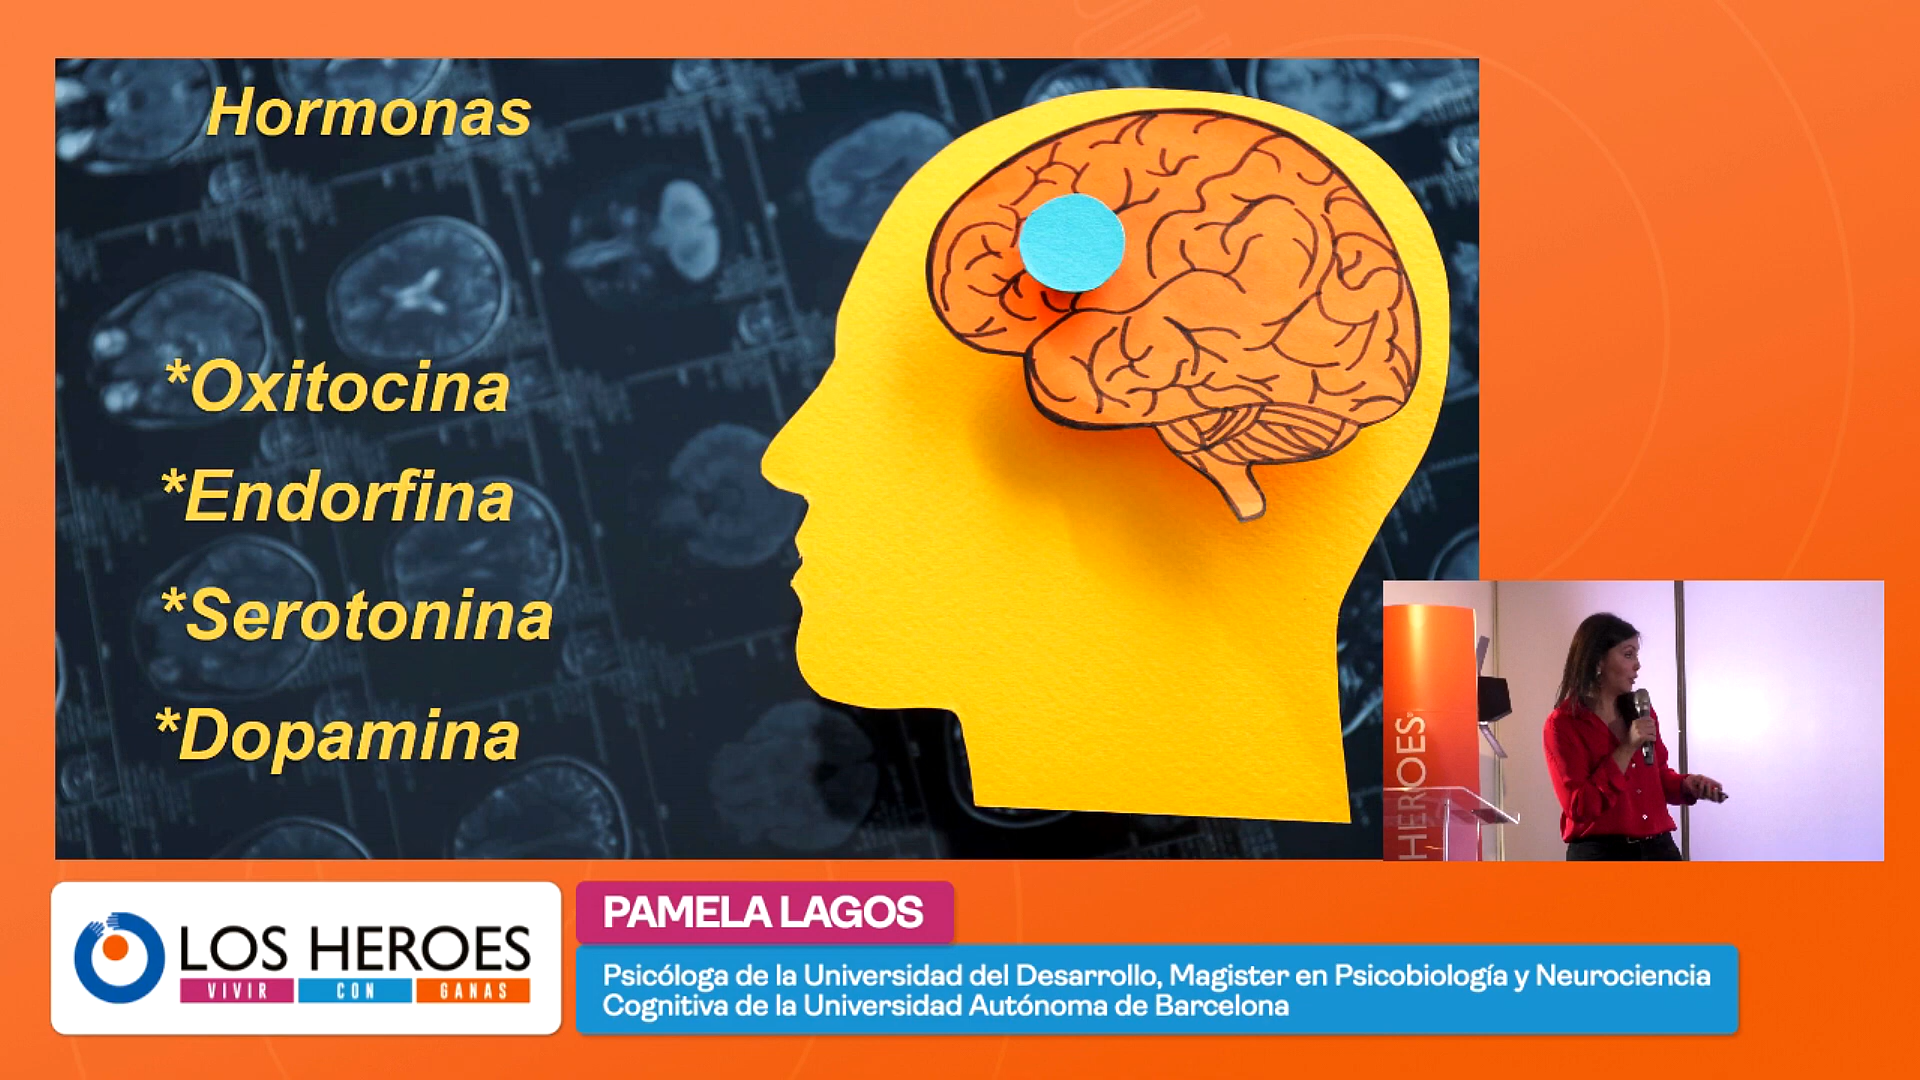 Hormonas
*Oxitocina
*Endorfina
*Serotonina
*Dopamina
HEROES
LOS HEROES
VIVIR CON GANAS
PAMELA LAGOS
Psicóloga de la Universidad del Desarrollo, Magister en Psicobiología y Neurociencia
Cognitiva de la Universidad Autónoma de Barcelona